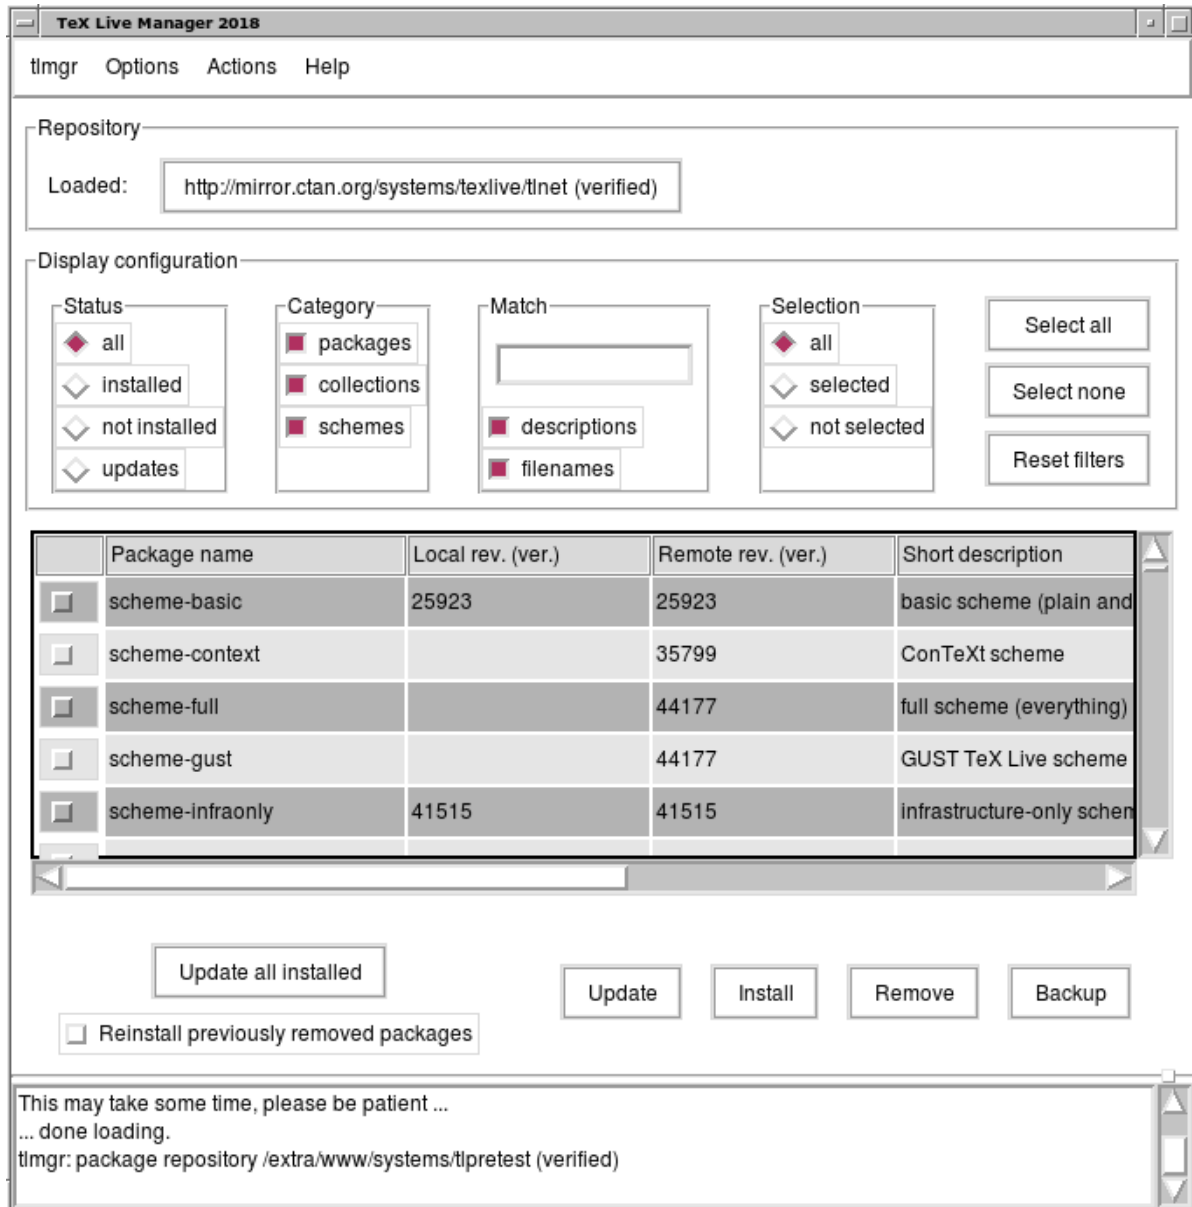 TeX Live Manager 2018
tlmgr Options Actions Help
Repository
Loaded: http://mirror.ctan.org/systems/texlive/tlnet (verified)
Display configuration
Status
all
installed
not installed
updates
Category
packages
collections
schemes
Match
descriptions
filenames
Selection
all
selected
not selected
Select all
Select none
Reset filters
Package name Local rev. (ver.) Remote rev. (ver.) Short description
scheme-basic 25923 25923 basic scheme (plain and
scheme-context 35799 ConTeXt scheme
scheme-full 44177 full scheme (everything)
scheme-gust 44177 GUST TeX Live scheme
scheme-infraonly 41515 41515 infrastructure-only schem
Update all installed
Reinstall previously removed packages
Update Install Remove Backup
This may take some time, please be patient ...
... done loading.
tlmgr: package repository /extra/www/systems/tlpretest (verified)